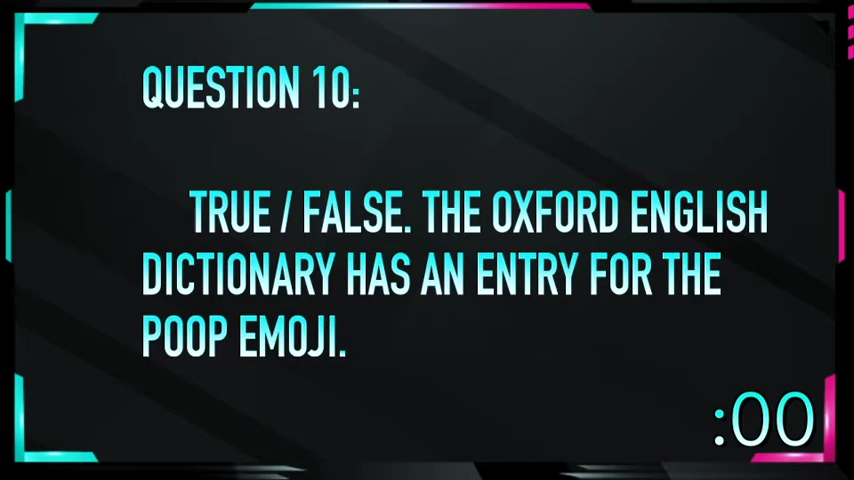 QUESTION 10:
TRUE / FALSE. THE OXFORD ENGLISH
DICTIONARY HAS AN ENTRY FOR THE
POOP EMOJI.
:00